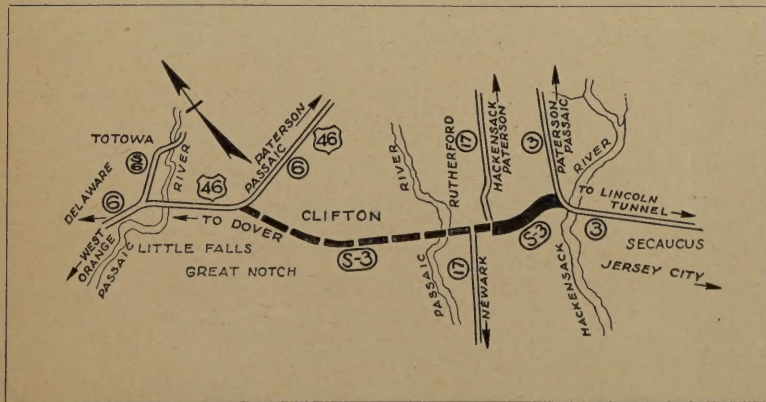 TOTOWA
S6
RIVER
DELAWARE
6
46
WEST ORANGE
PASSAIC
LITTLE FALLS
GREAT NOTCH
TO DOVER
PATERSON
PASSAIC
6
46
CLIFTON
S-3
RIVER
PASSAIC
RUTHERFORD
17
HACKENSACK
PATERSON
17
NEWARK
3
PATERSON
PASSAIC
RIVER
TO LINCOLN
TUNNEL
S3
3
SECAUCUS
HACKENSACK
JERSEY CITY